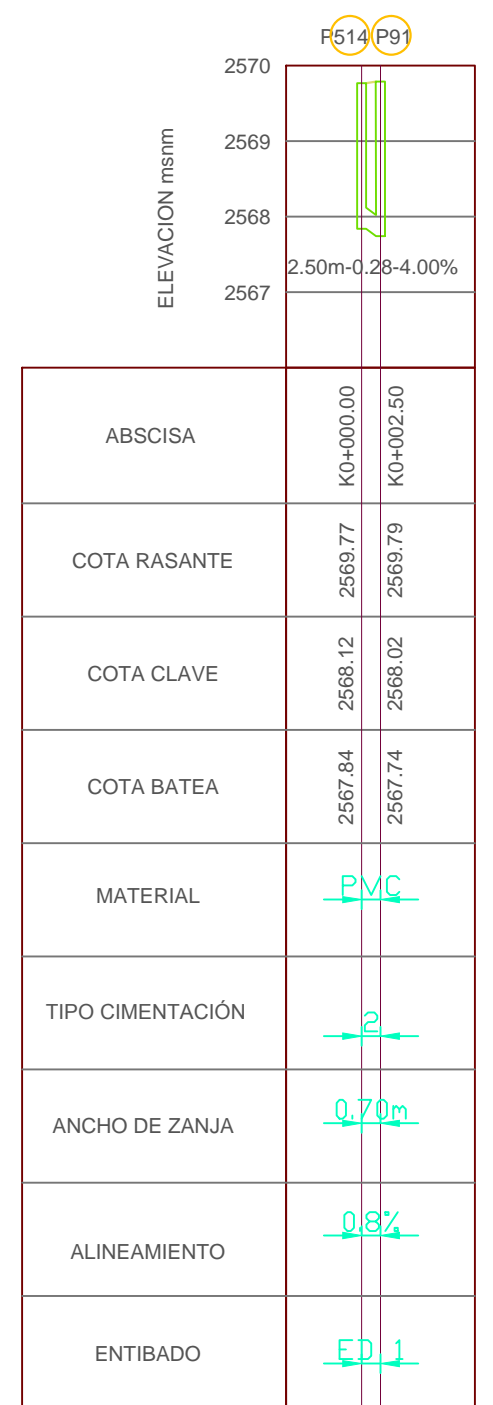 P514 P91
2570
2569
2568
2567
ELEVACION msnm
2.50m-0.28-4.00%
ABSCISA K0+000.00 K0+002.50
COTA RASANTE 2569.77 2569.79
COTA CLAVE 2568.12 2568.02
COTA BATEA 2567.84 2567.74
MATERIAL PVC
TIPO CIMENTACIÓN 2
ANCHO DE ZANJA 0.70m
ALINEAMIENTO 0.8%
ENTIBADO ED 1